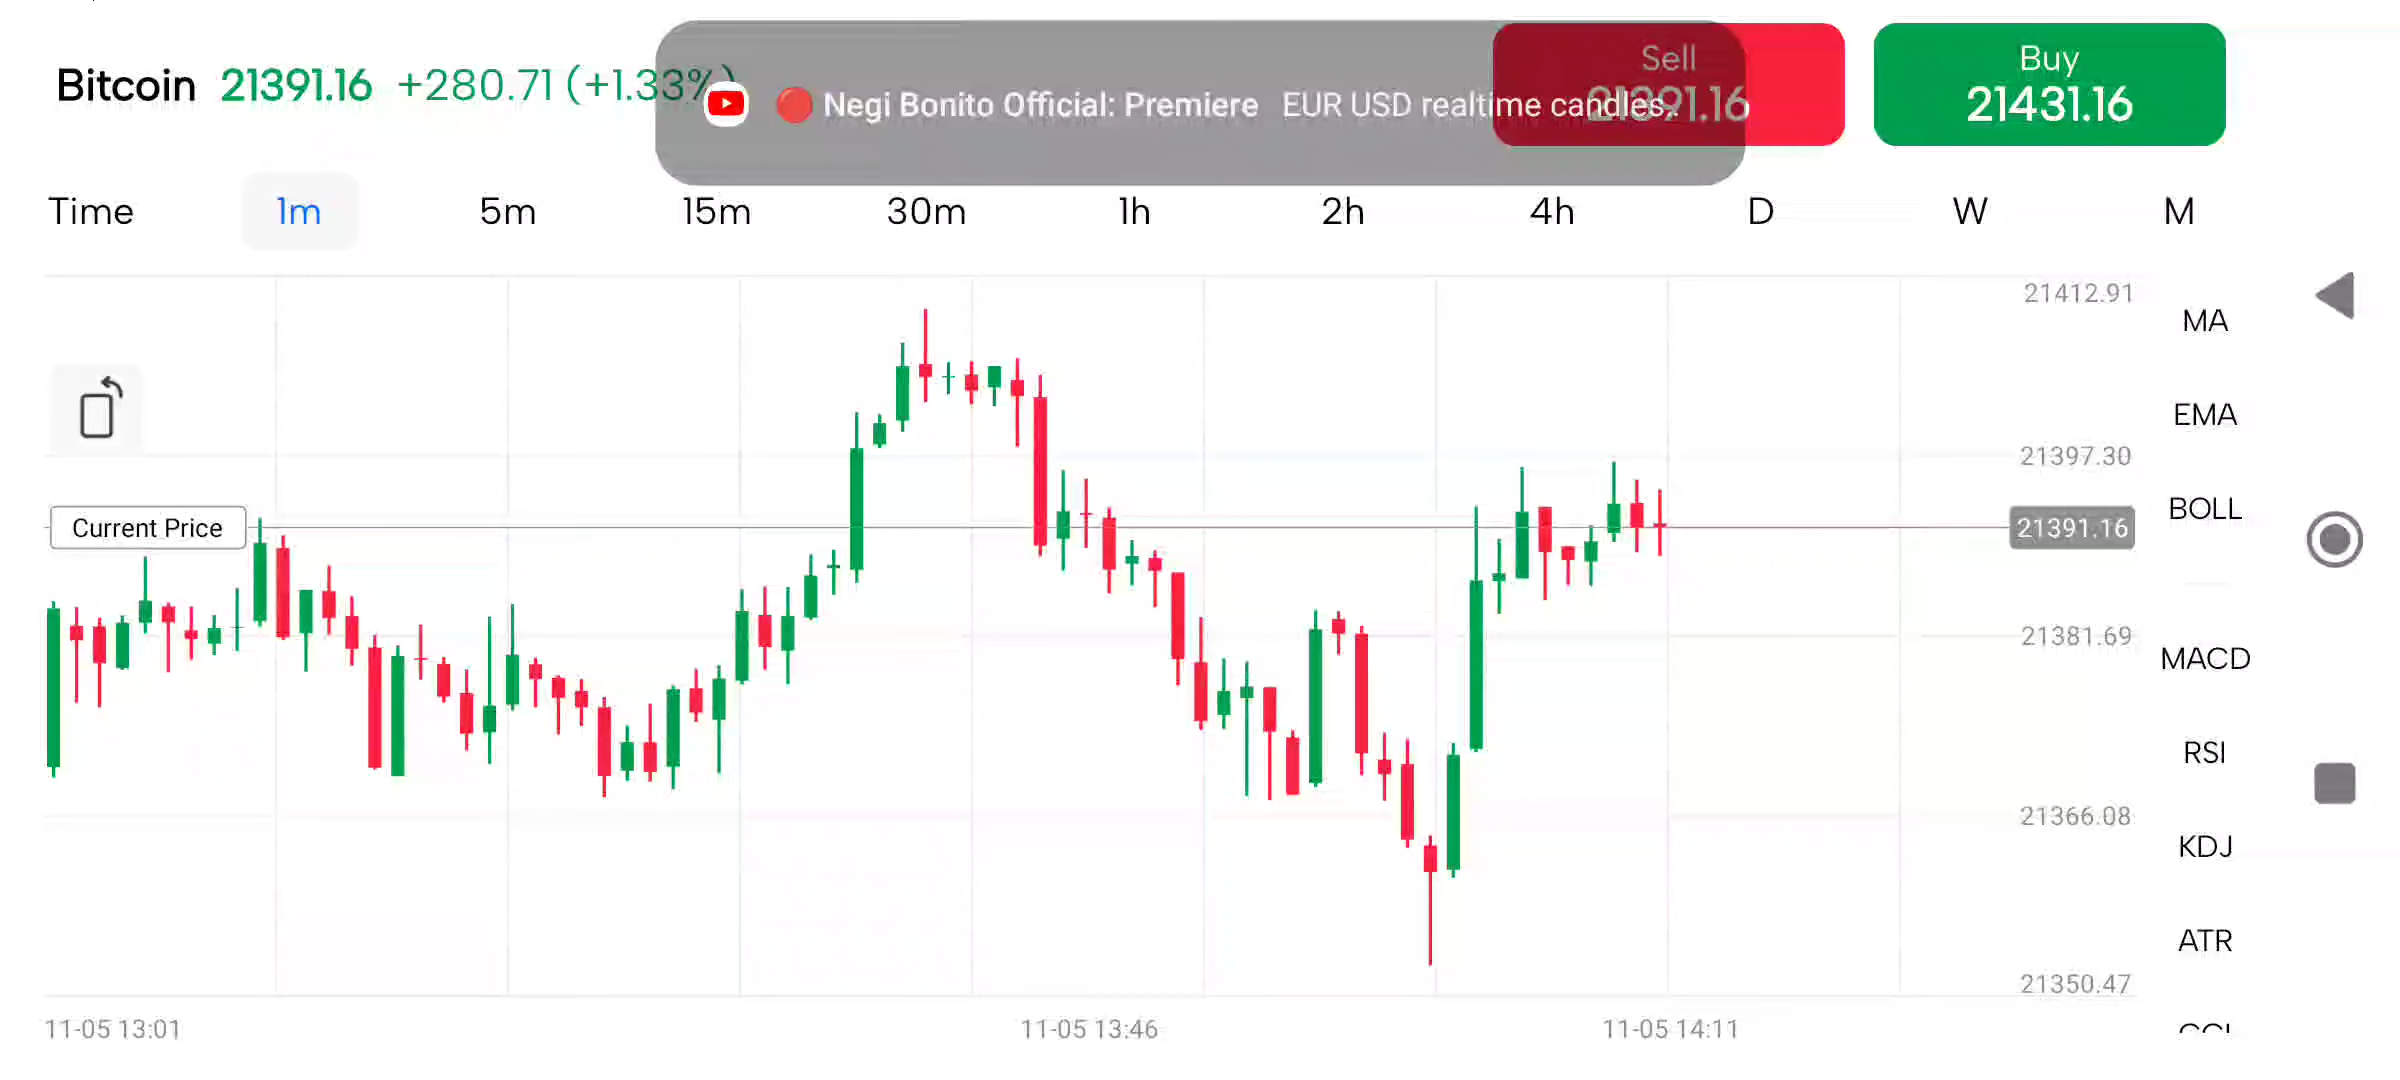 Bitcoin 21391.16 +280.71 (+1.33%)
Negi Bonito Official: Premiere EUR USD realtime candles.
Sell
21391.16
Buy
21431.16
Time 1m 5m 15m 30m 1h 2h 4h D W M
21412.91
MA
EMA
21397.30
BOLL
Current Price
21391.16
21381.69
MACD
RSI
21366.08
KDJ
ATR
21350.47
11-05 13:01
11-05 13:46
11-05 14:11